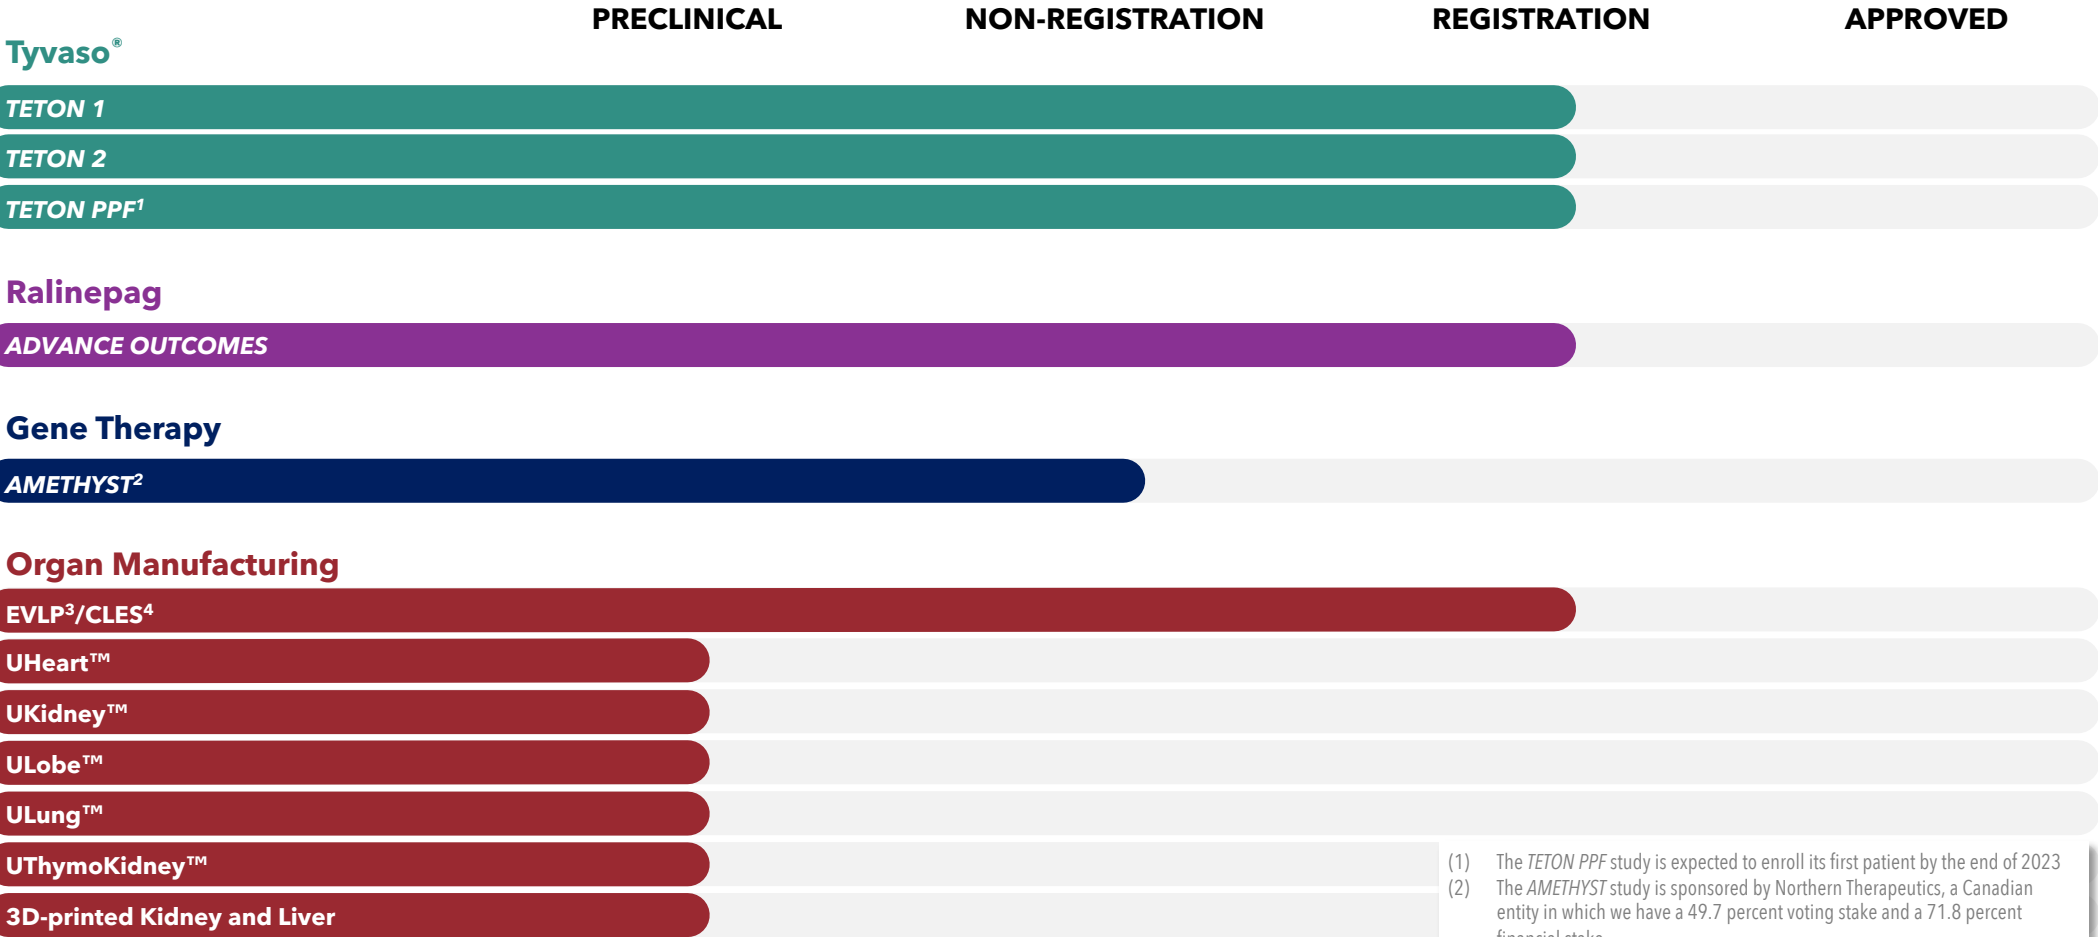 PRECLINICAL NON-REGISTRATION REGISTRATION APPROVED
Tyvaso®
TETON 1
TETON 2
TETON PPF¹
Ralinepag
ADVANCE OUTCOMES
Gene Therapy
AMETHYST²
Organ Manufacturing
EVLP³/CLES⁴
UHeart™
UKidney™
ULobe™
ULung™
UThymoKidney™
3D-printed Kidney and Liver
(1) The TETON PPF study is expected to enroll its first patient by the end of 2023
(2) The AMETHYST study is sponsored by Northern Therapeutics, a Canadian
entity in which we have a 49.7 percent voting stake and a 71.8 percent
financial stake